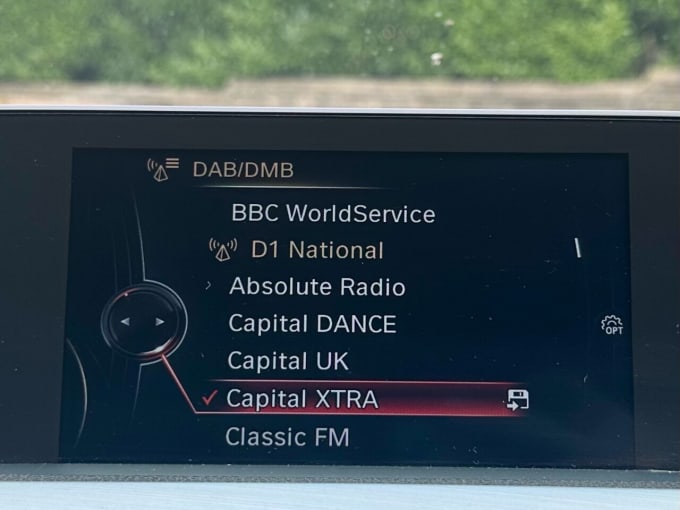 DAB/DMB
BBC WorldService
D1 National
Absolute Radio
Capital DANCE
Capital UK
Capital XTRA
Classic FM
OPT